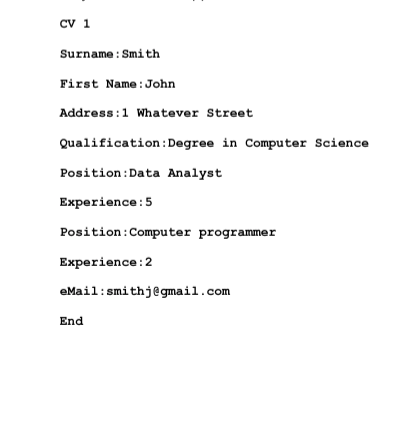 CV 1
Surname:Smith
First Name:John
Address:1 Whatever Street
Qualification:Degree in Computer Science
Position:Data Analyst
Experience:5
Position:Computer programmer
Experience:2
eMail:smithj@gmail.com
End